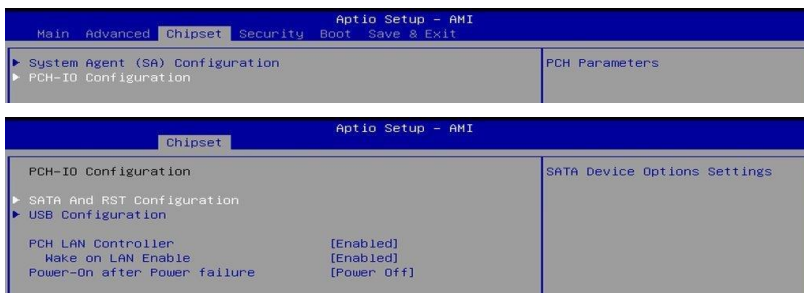 Aptio Setup – AMI
Main Advanced Chipset Security Boot Save & Exit
▶ System Agent (SA) Configuration
PCH Parameters
▶ PCH-IO Configuration
Aptio Setup – AMI
Chipset
PCH-IO Configuration
SATA Device Options Settings
▶ SATA And RST Configuration
▶ USB Configuration
PCH LAN Controller [Enabled]
Wake on LAN Enable [Enabled]
Power-On after Power failure [Power Off]